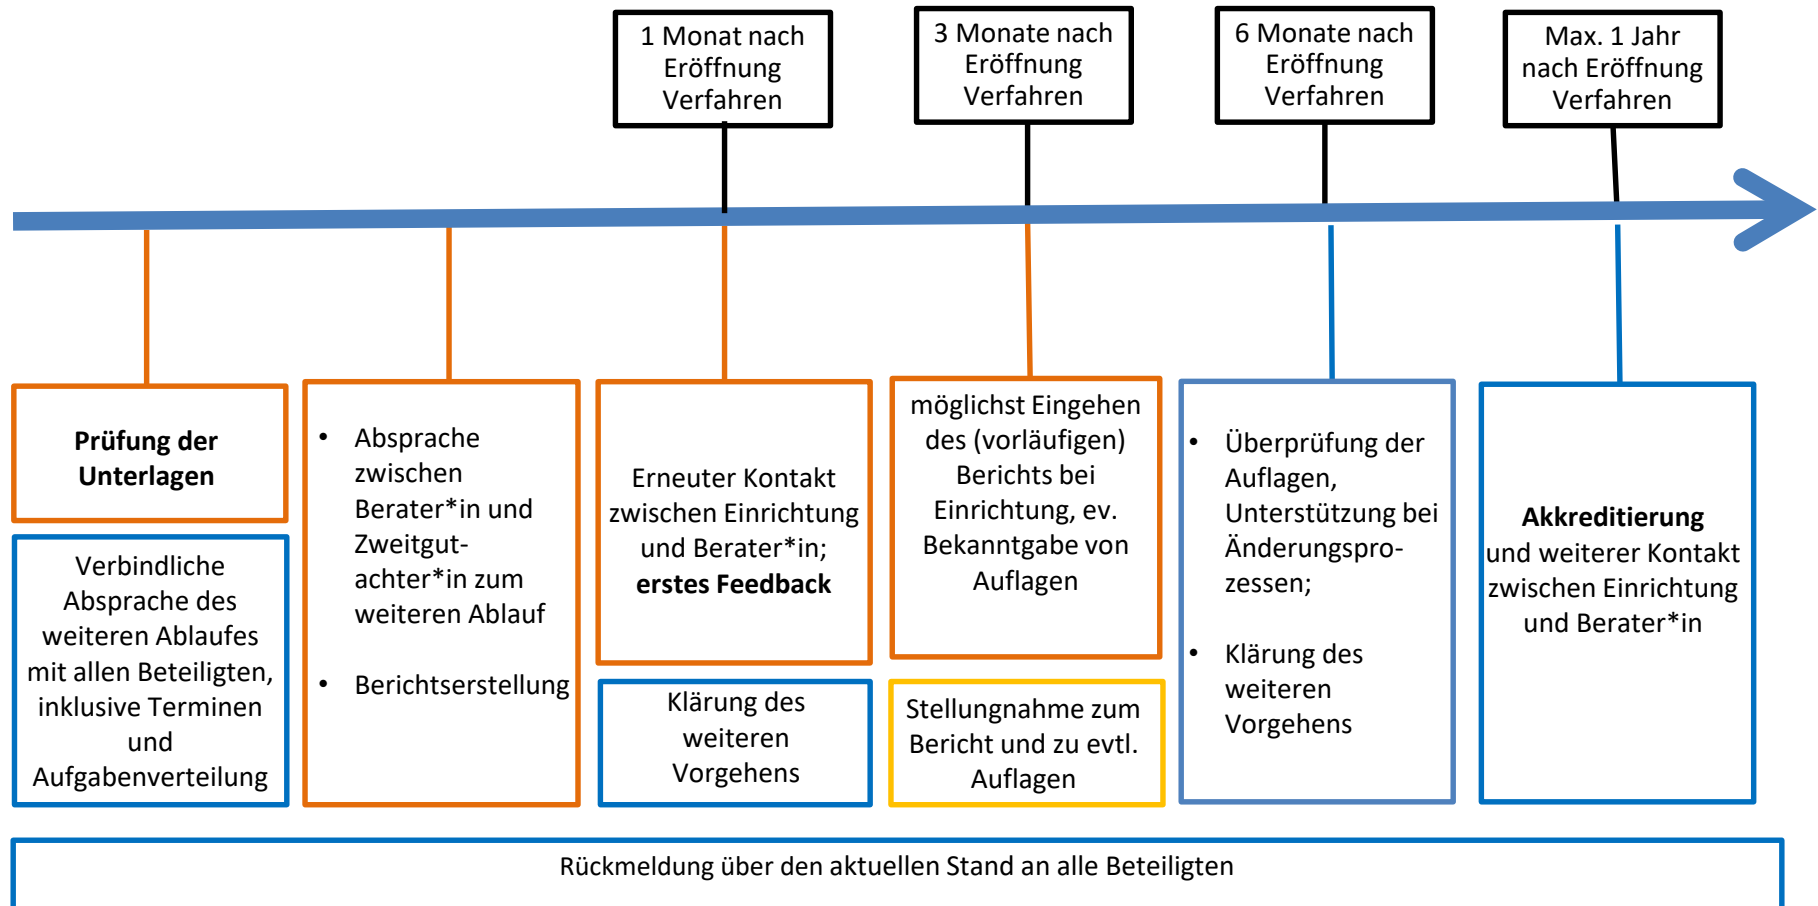 1 Monat nach
Eröffnung
Verfahren
3 Monate nach
Eröffnung
Verfahren
6 Monate nach
Eröffnung
Verfahren
Max. 1 Jahr
nach Eröffnung
Verfahren
Prüfung der
Unterlagen
Verbindliche
Absprache des
weiteren Ablaufes
mit allen Beteiligten,
inklusive Terminen
und
Aufgabenverteilung
• Absprache
zwischen
Berater*in und
Zweitgut-
achter*in zum
weiteren Ablauf
• Berichtserstellung
Erneuter Kontakt
zwischen Einrichtung
und Berater*in;
erstes Feedback
Klärung des
weiteren
Vorgehens
möglichst Eingehen
des (vorläufigen)
Berichts bei
Einrichtung, ev.
Bekanntgabe von
Auflagen
Stellungnahme zum
Bericht und zu evtl.
Auflagen
• Überprüfung der
Auflagen,
Unterstützung bei
Änderungspro-
zessen;
• Klärung des
weiteren
Vorgehens
Akkreditierung
und weiterer Kontakt
zwischen Einrichtung
und Berater*in
Rückmeldung über den aktuellen Stand an alle Beteiligten